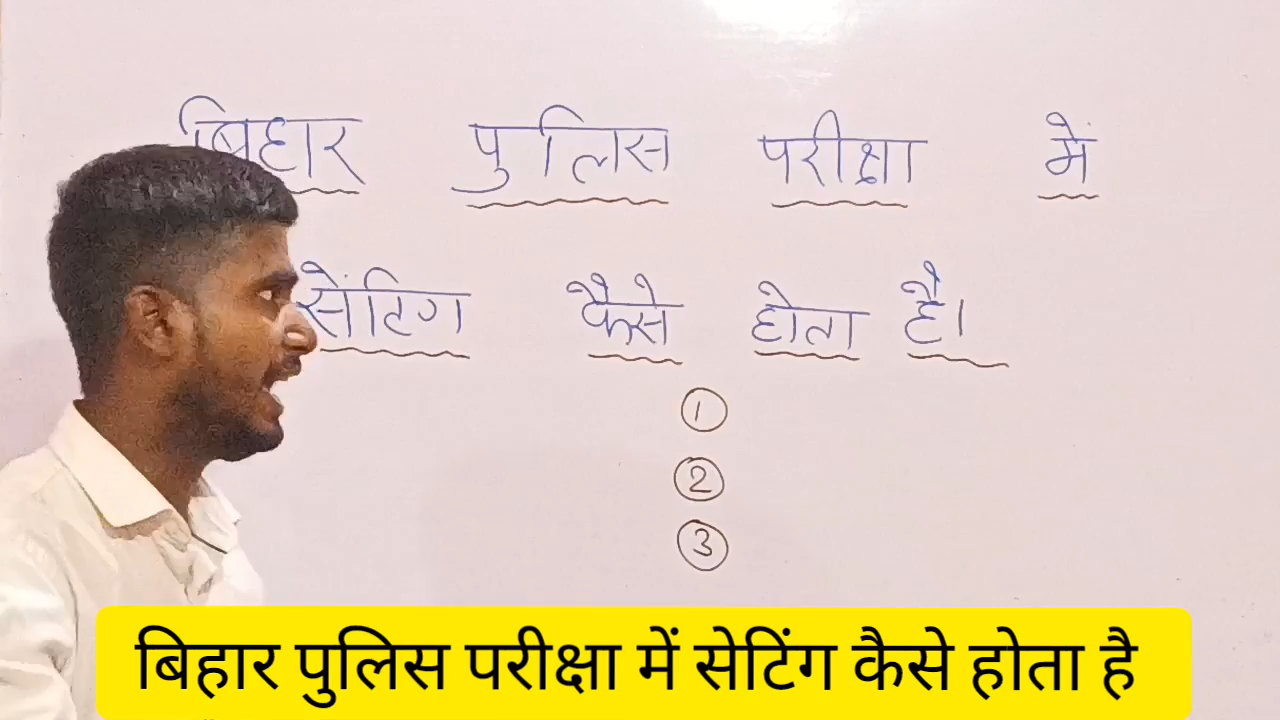 बिहार पुलिस परीक्षा में
सेंटिंग कैसे होता है।
①
②
③
बिहार पुलिस परीक्षा में सेटिंग कैसे होता है